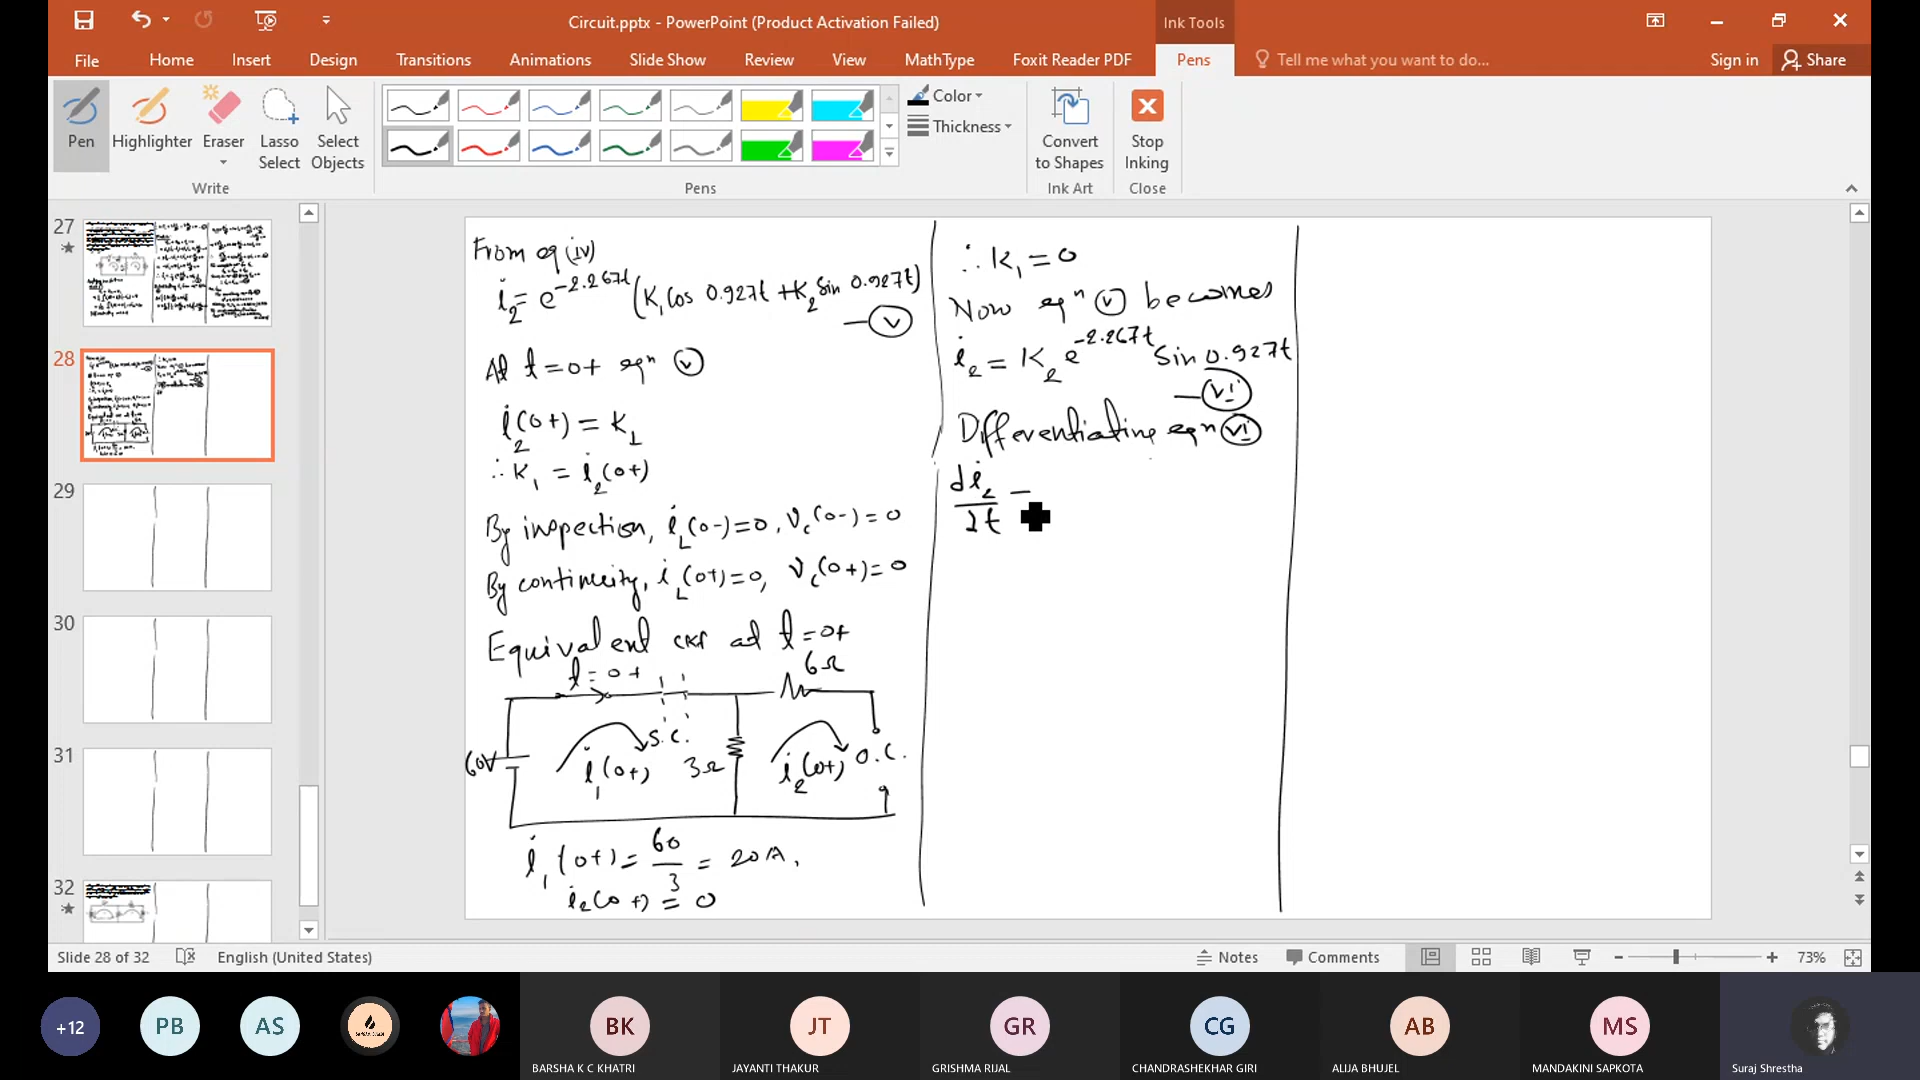 Circuit.pptx - PowerPoint (Product Activation Failed)
Ink Tools
File Home Insert Design Transitions Animations Slide Show Review View MathType Foxit Reader PDF Pens Tell me what you want to do... Sign in Share
Pen Highlighter Eraser Lasso Select Select Objects
Color
Thickness
Convert to Shapes
Stop Inking
Write Pens Ink Art Close
27
28
29
30
31
32
From eq (iv)
i₂ = e^-2.267t (K₁ Cos 0.927t + K₂ Sin 0.927t)
— (v)
At t = 0+ eqⁿ (v)
i₂(0+) = K₁
∴ K₁ = i₂(0+)
By inspection, i_L(0-) = 0, v_c(0-) = 0
By continuity, i_L(0+) = 0, v_c(0+) = 0
Equivalent ckt at t = 0+
t = 0+
6Ω
60V
i₁(0+)
S.C.
3Ω
i₂(0+)
O.C.
i₁(0+) = 60/3 = 20A,
i₂(0+) = 0
∴ K₁ = 0
Now eqⁿ (v) becomes
i₂ = K₂ e^-2.267t Sin 0.927t
— (vi)
Differentiating eqn (vi)
di₂/dt =
Slide 28 of 32 English (United States) Notes Comments 73%
+12
PB
AS
BK
JT
GR
CG
AB
MS
BARSHA K C KHATRI
JAYANTI THAKUR
GRISHMA RIJAL
CHANDRASHEKHAR GIRI
ALIJA BHUJEL
MANDAKINI SAPKOTA
Suraj Shrestha